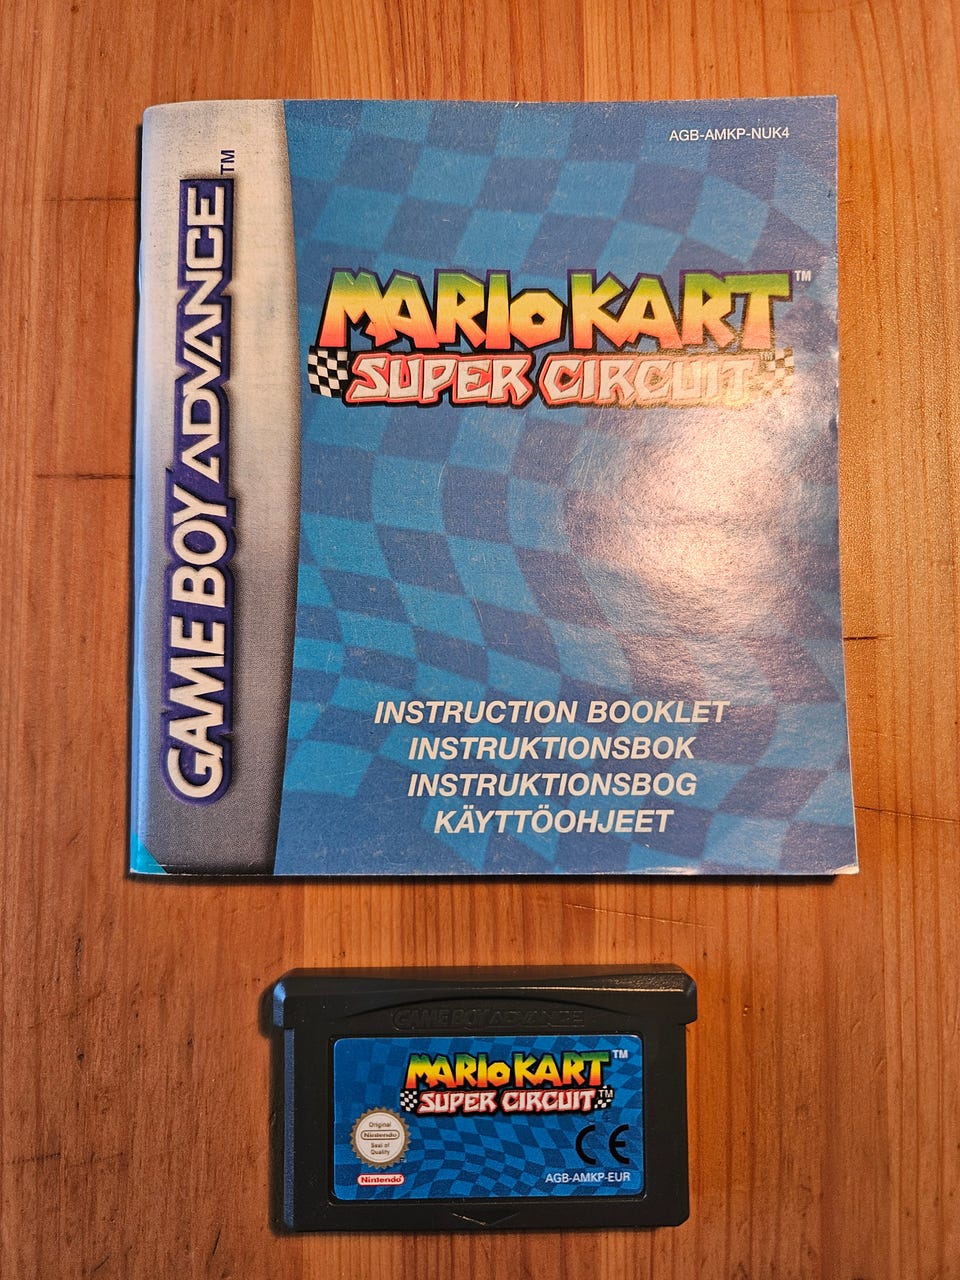 AGB-AMKP-NUK4
GAME BOY ADVANCE™
MARIO KART™
SUPER CIRCUIT™
INSTRUCTION BOOKLET
INSTRUKTIONSBOK
INSTRUKTIONSBOG
KÄYTTÖOHJEET
GAME BOY ADVANCE
MARIO KART™
SUPER CIRCUIT™
Original
Nintendo
Seal of
Quality
CE
Nintendo®
AGB-AMKP-EUR